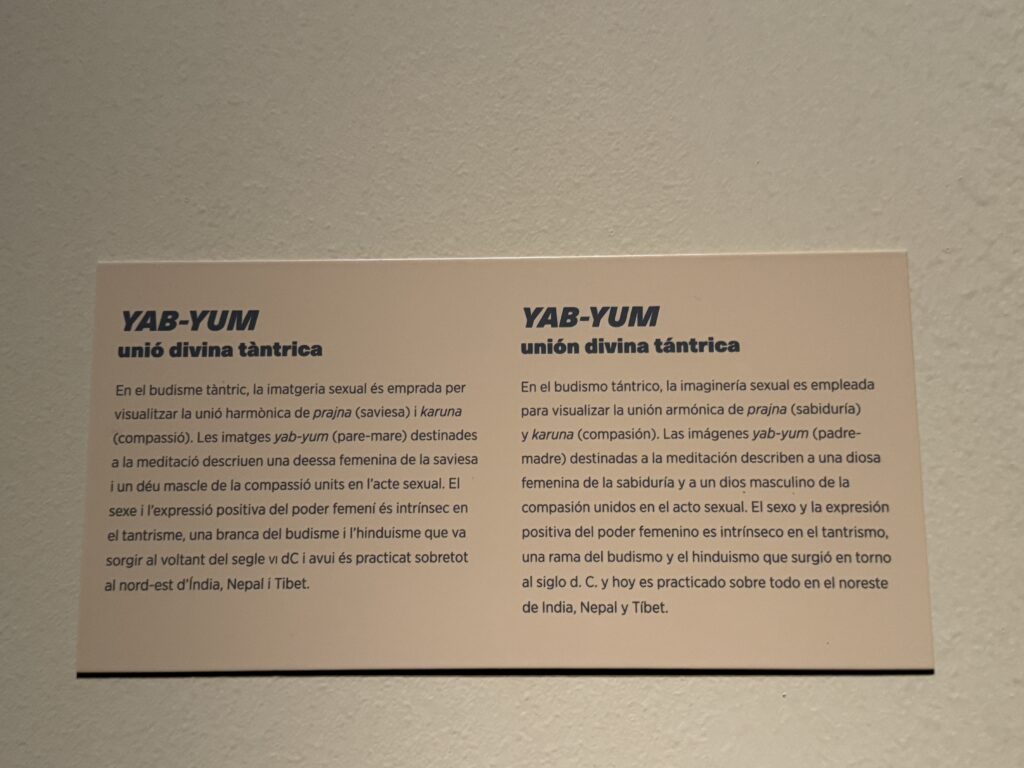 YAB-YUM
unió divina tàntrica
En el budisme tàntric, la imatgeria sexual és emprada per
visualitzar la unió harmònica de prajna (saviesa) i karuna
(compassió). Les imatges yab-yum (pare-mare) destinades
a la meditació descriuen una deessa femenina de la saviesa
i un déu mascle de la compassió units en l'acte sexual. El
sexe i l'expressió positiva del poder femení és intrínsec en
el tantrisme, una branca del budisme i l'hinduisme que va
sorgir al voltant del segle VI dC i avui és practicat sobretot
al nord-est d'Índia, Nepal i Tíbet.
YAB-YUM
unión divina tántrica
En el budismo tántrico, la imaginería sexual es empleada
para visualizar la unión armónica de prajna (sabiduría)
y karuna (compasión). Las imágenes yab-yum (padre-
madre) destinadas a la meditación describen a una diosa
femenina de la sabiduría y a un dios masculino de la
compasión unidos en el acto sexual. El sexo y la expresión
positiva del poder femenino es intrínseco en el tantrismo,
una rama del budismo y el hinduismo que surgió en torno
al siglo d. C. y hoy es practicado sobre todo en el noreste
de India, Nepal y Tíbet.